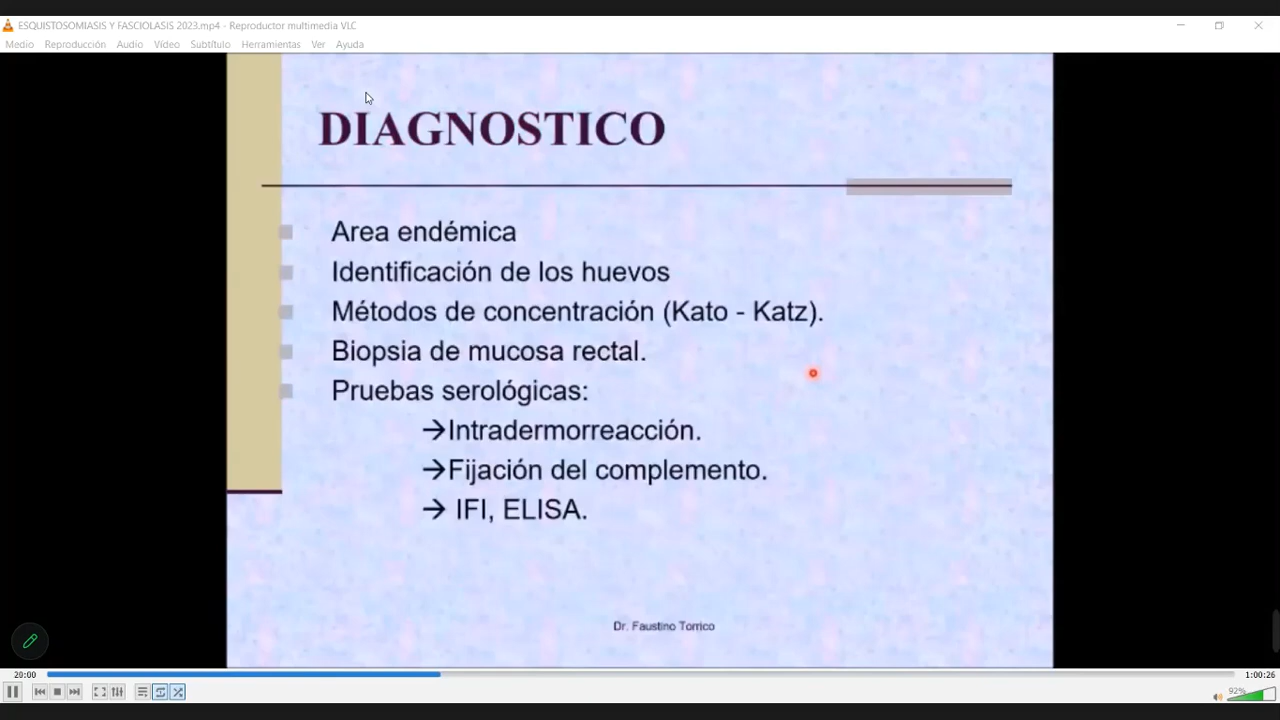 ESQUISTOSOMIASIS Y FASCIOLASIS 2023.mp4 - Reproductor multimedia VLC
Medio Reproducción Audio Vídeo Subtítulo Herramientas Ver Ayuda
DIAGNOSTICO
Area endémica
Identificación de los huevos
Métodos de concentración (Kato - Katz).
Biopsia de mucosa rectal.
Pruebas serológicas:
→Intradermorreacción.
→Fijación del complemento.
→ IFI, ELISA.
Dr. Faustino Torrico
20:00 1:00:26
92%